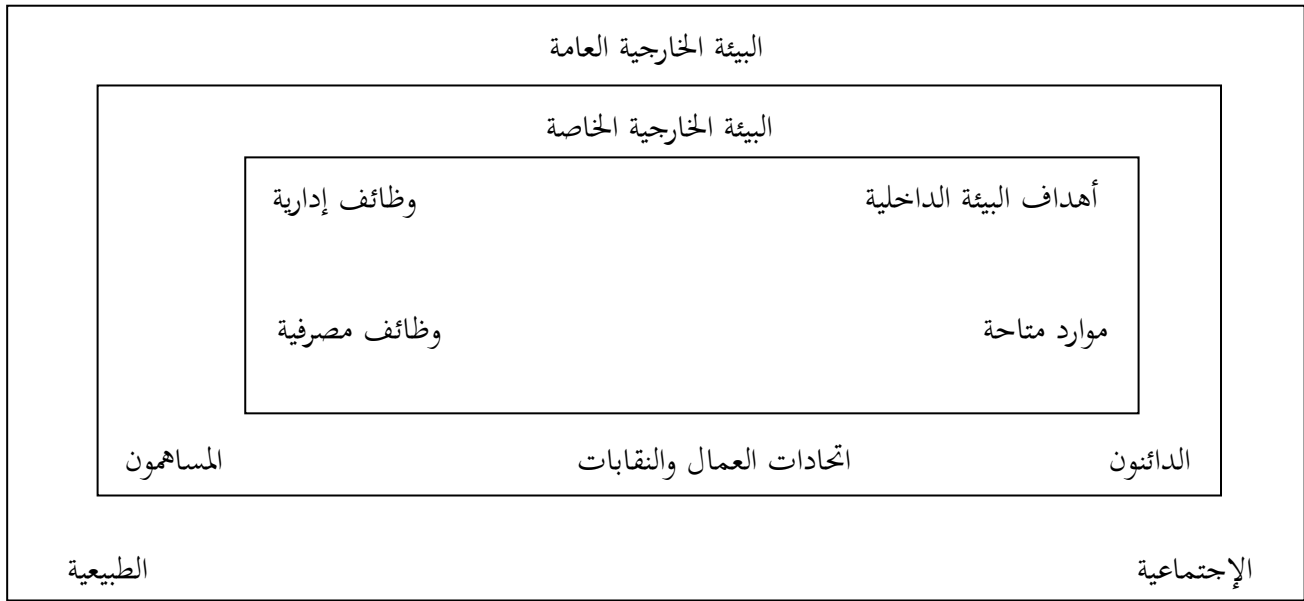 البيئة الخارجية العامة
البيئة الخارجية الخاصة
أهداف البيئة الداخلية وظائف إدارية
موارد متاحة وظائف مصرفية
الدائنون اتحادات العمال والنقابات المساهمون
الإجتماعية الطبيعية